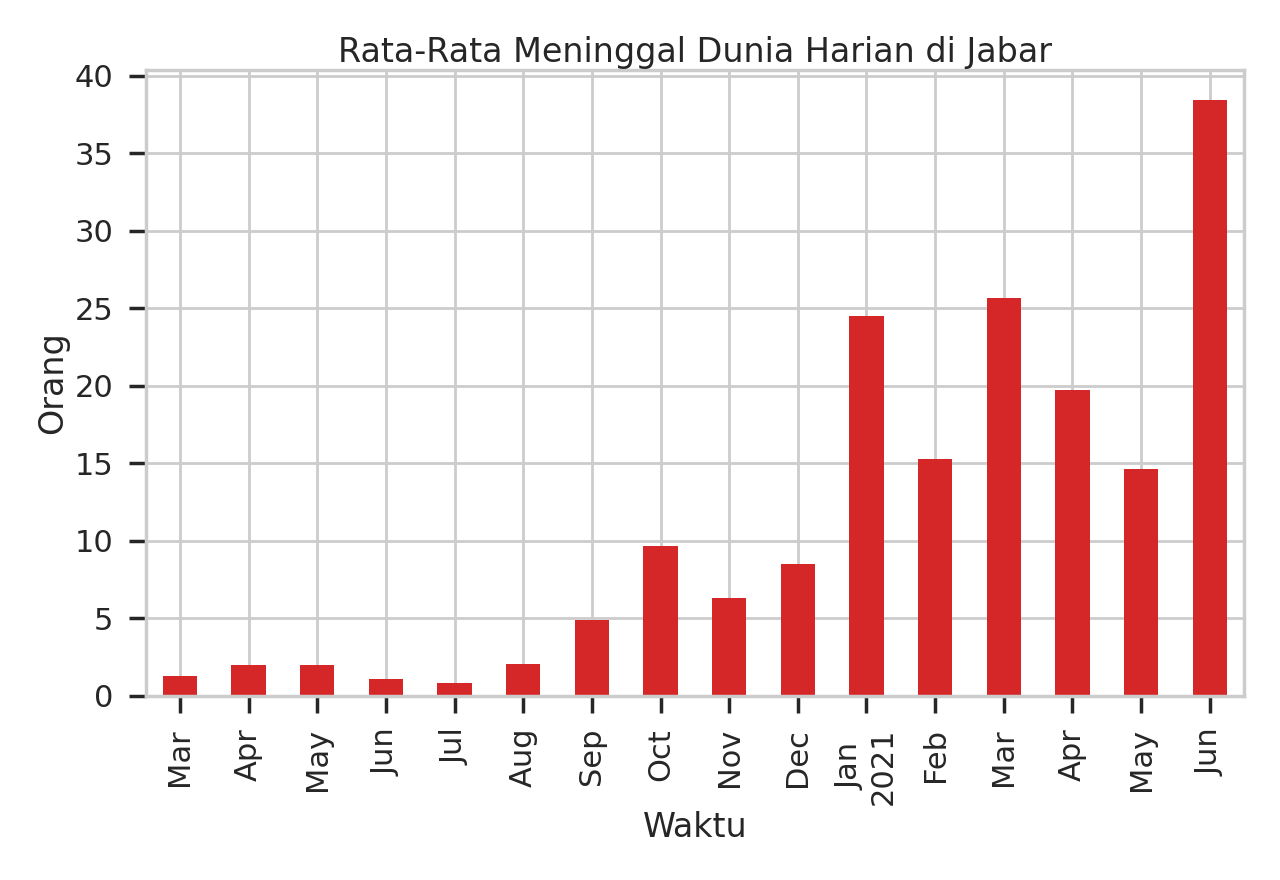 Rata-Rata Meninggal Dunia Harian di Jabar
40
35
30
25
20
15
10
5
0
Orang
Mar
Apr
May
Jun
Jul
Aug
Sep
Oct
Nov
Dec
Jan
2021
Feb
Mar
Apr
May
Jun
Waktu